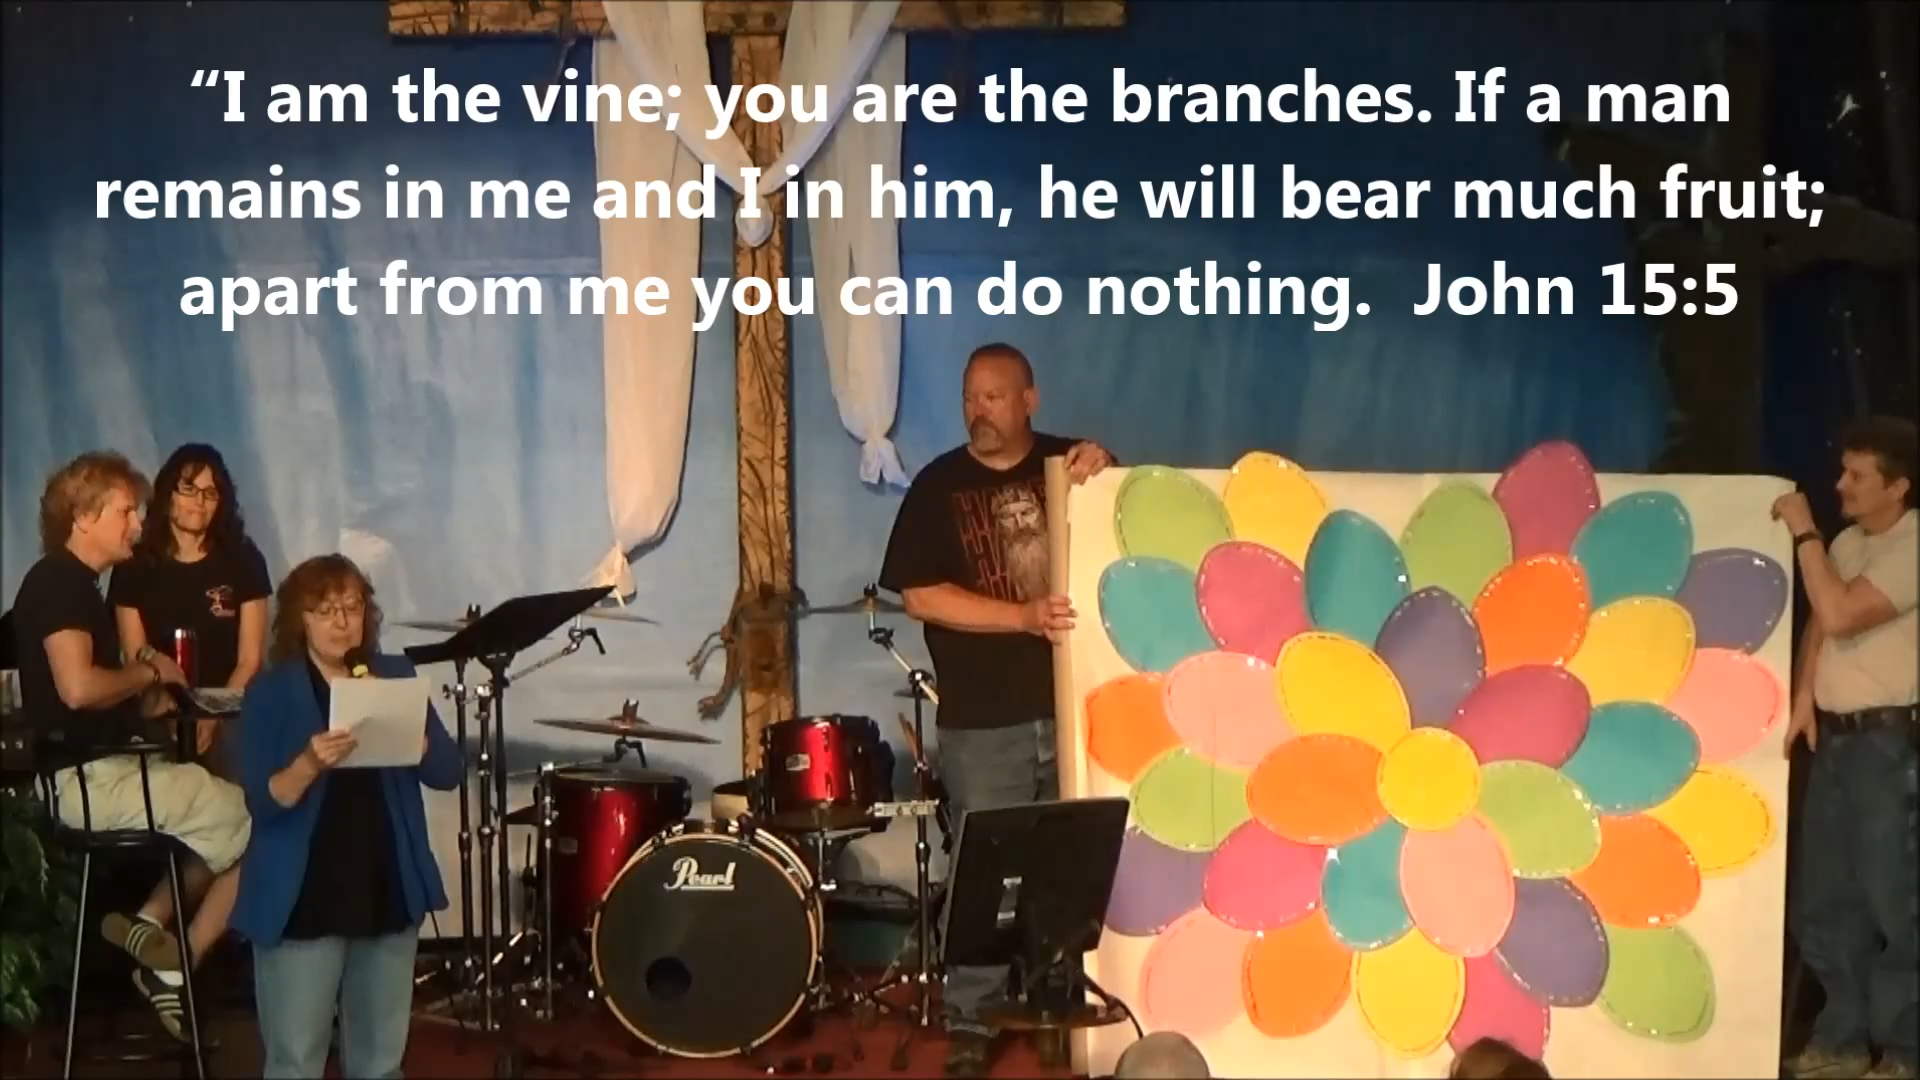 “I am the vine; you are the branches. If a man
remains in me and I in him, he will bear much fruit;
apart from me you can do nothing.  John 15:5
Pearl